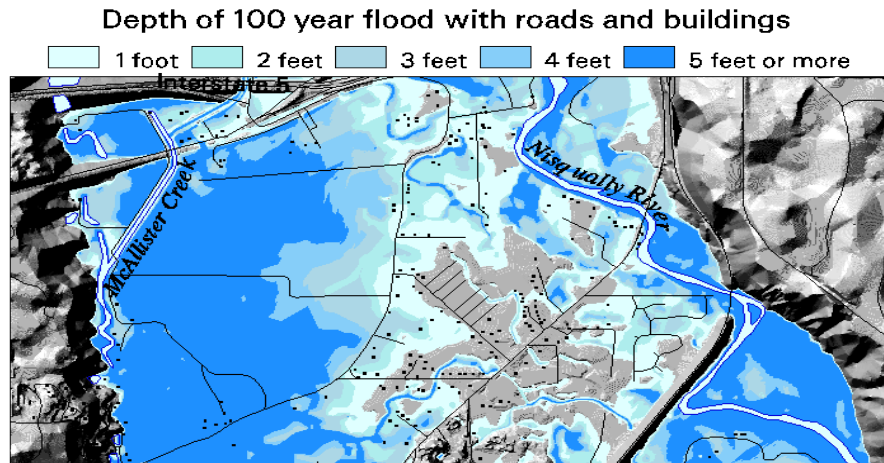 Depth of 100 year flood with roads and buildings
1 foot 2 feet 3 feet 4 feet 5 feet or more
Interstate 5
McAllister Creek
Nisqually River